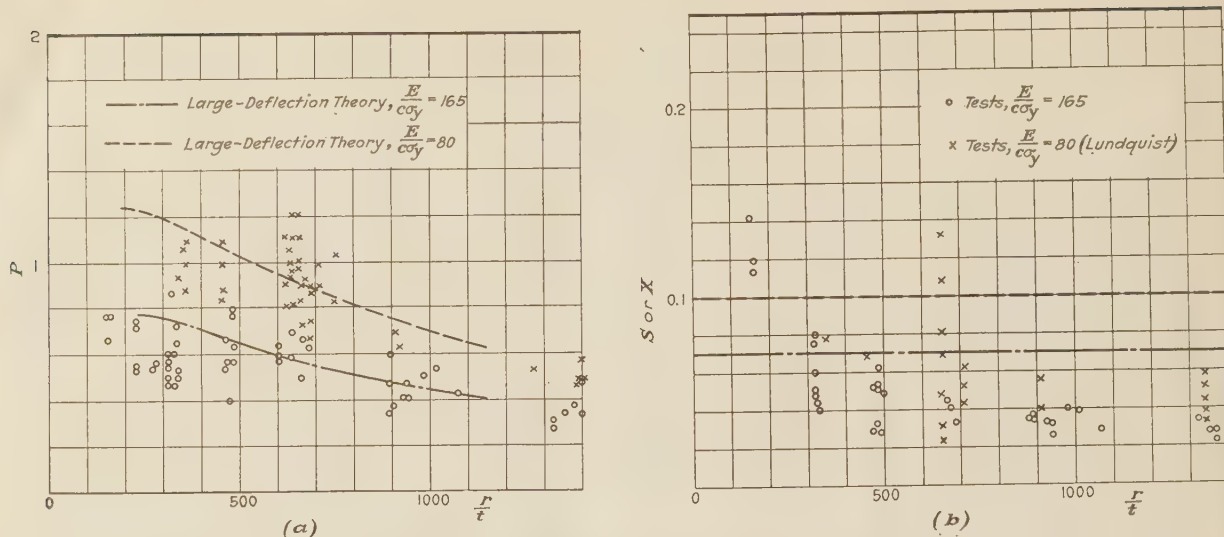 2
Large-Deflection Theory, E/cσy = 165
Large-Deflection Theory, E/cσy = 80
P
1
0
500
1000
r/t
(a)
0.2
Tests, E/cσy = 165
Tests, E/cσy = 80 (Lundquist)
S or X
0.1
0
500
1000
r/t
(b)